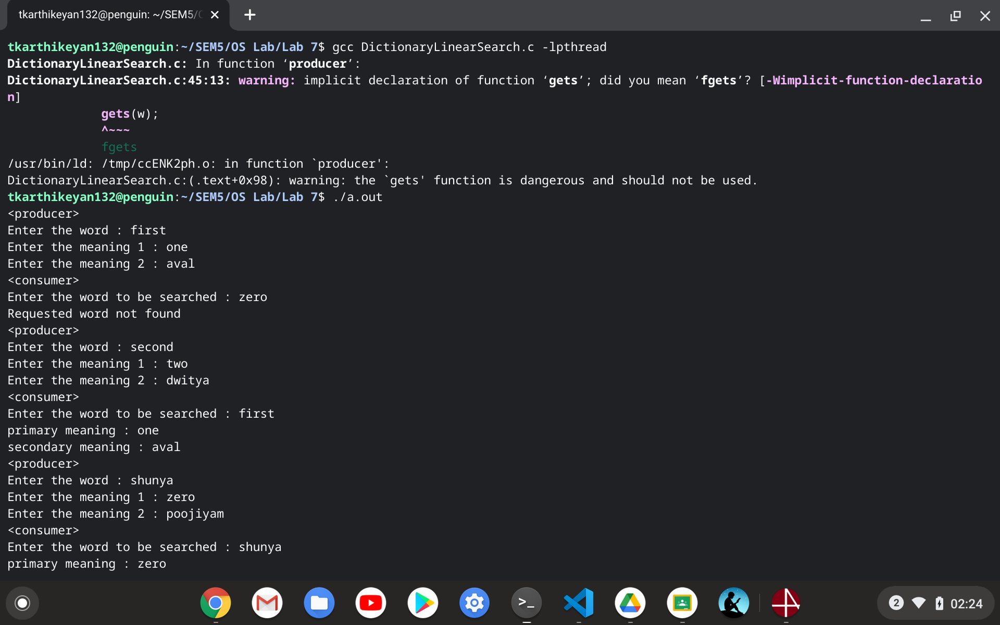 tkarthikeyan132@penguin: ~/SEM5/
tkarthikeyan132@penguin:~/SEM5/OS Lab/Lab 7$ gcc DictionaryLinearSearch.c -lpthread
DictionaryLinearSearch.c: In function ‘producer’:
DictionaryLinearSearch.c:45:13: warning: implicit declaration of function ‘gets’; did you mean ‘fgets’? [-Wimplicit-function-declaratio
n]
gets(w);
^~~~
fgets
/usr/bin/ld: /tmp/ccENK2ph.o: in function `producer':
DictionaryLinearSearch.c:(.text+0x98): warning: the `gets' function is dangerous and should not be used.
tkarthikeyan132@penguin:~/SEM5/OS Lab/Lab 7$ ./a.out
<producer>
Enter the word : first
Enter the meaning 1 : one
Enter the meaning 2 : aval
<consumer>
Enter the word to be searched : zero
Requested word not found
<producer>
Enter the word : second
Enter the meaning 1 : two
Enter the meaning 2 : dwitya
<consumer>
Enter the word to be searched : first
primary meaning : one
secondary meaning : aval
<producer>
Enter the word : shunya
Enter the meaning 1 : zero
Enter the meaning 2 : poojiyam
<consumer>
Enter the word to be searched : shunya
primary meaning : zero
>_
2 02:24